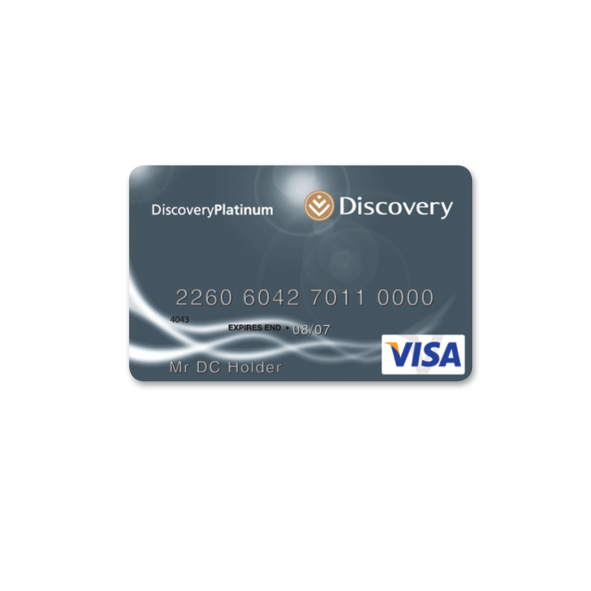 DiscoveryPlatinum
Discovery
2260 6042 7011 0000
4043
EXPIRES END ▸ 08/07
Mr DC Holder
VISA